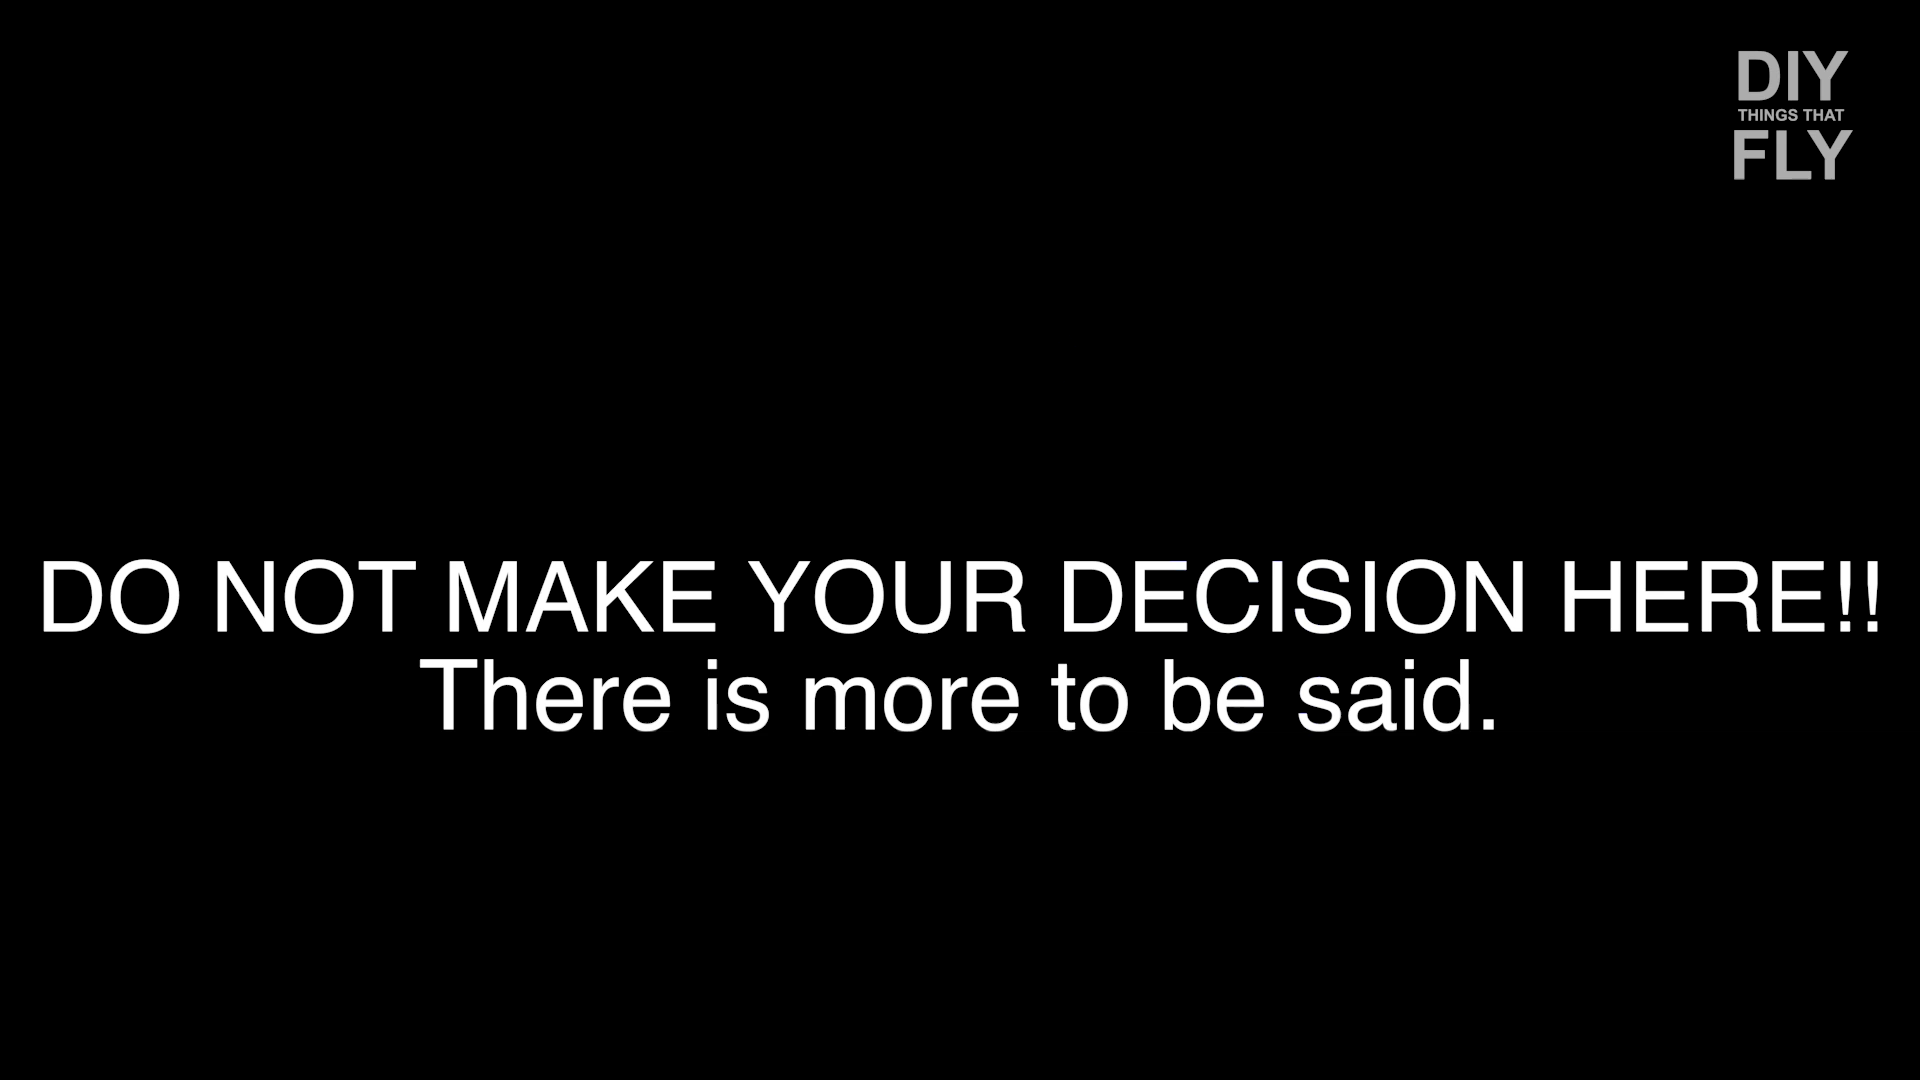 DIY
THINGS THAT
FLY
DO NOT MAKE YOUR DECISION HERE!!
There is more to be said.